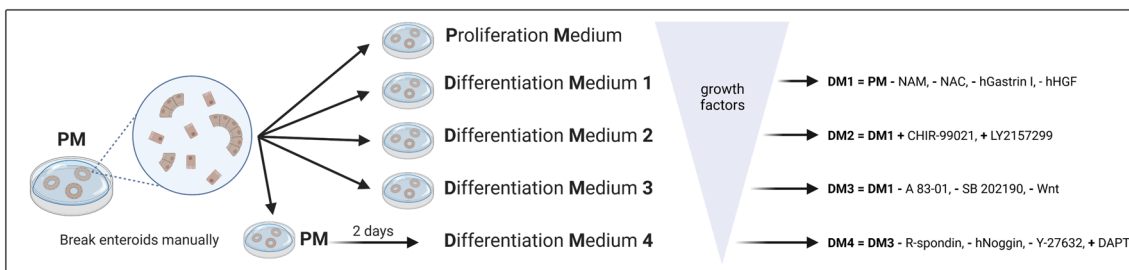 Proliferation Medium
PM
Differentiation Medium 1
growth
factors
DM1 = PM - NAM, - NAC, - hGastrin I, - hHGF
Differentiation Medium 2
DM2 = DM1 + CHIR-99021, + LY2157299
Differentiation Medium 3
DM3 = DM1 - A 83-01, - SB 202190, - Wnt
Break enteroids manually
PM
2 days
Differentiation Medium 4
DM4 = DM3 - R-spondin, - hNoggin, - Y-27632, + DAPT